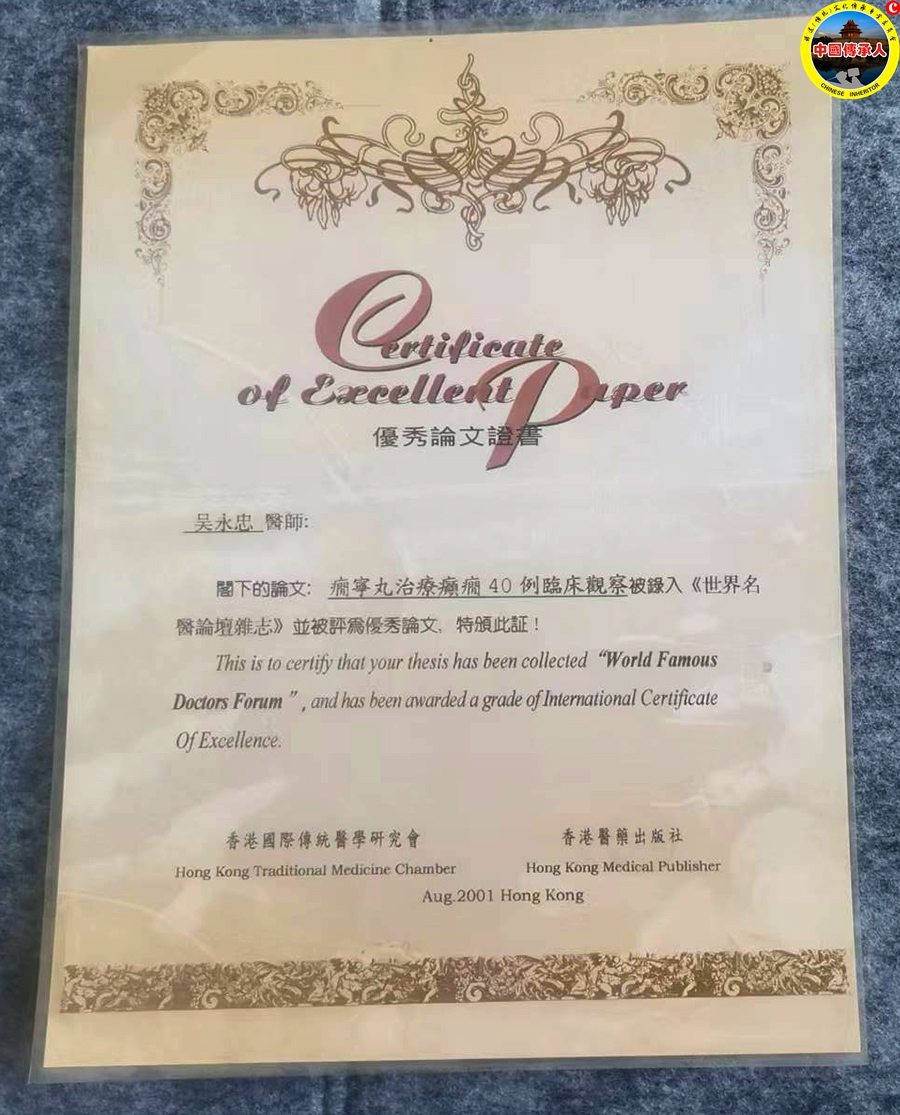 中國傳承人
CHINESE INHERITOR
Certificate
of Excellent Paper
優秀論文證書
吴永忠 醫師:
閣下的論文: 癇寧丸治療癲癇 40 例臨床觀察被錄入《世界名
醫論壇雜志》並被評爲優秀論文, 特頒此証!
This is to certify that your thesis has been collected “World Famous
Doctors Forum”, and has been awarded a grade of International Certificate
Of Excellence.
香港國際傳統醫學研究會
香港醫藥出版社
Hong Kong Traditional Medicine Chamber
Hong Kong Medical Publisher
Aug.2001 Hong Kong